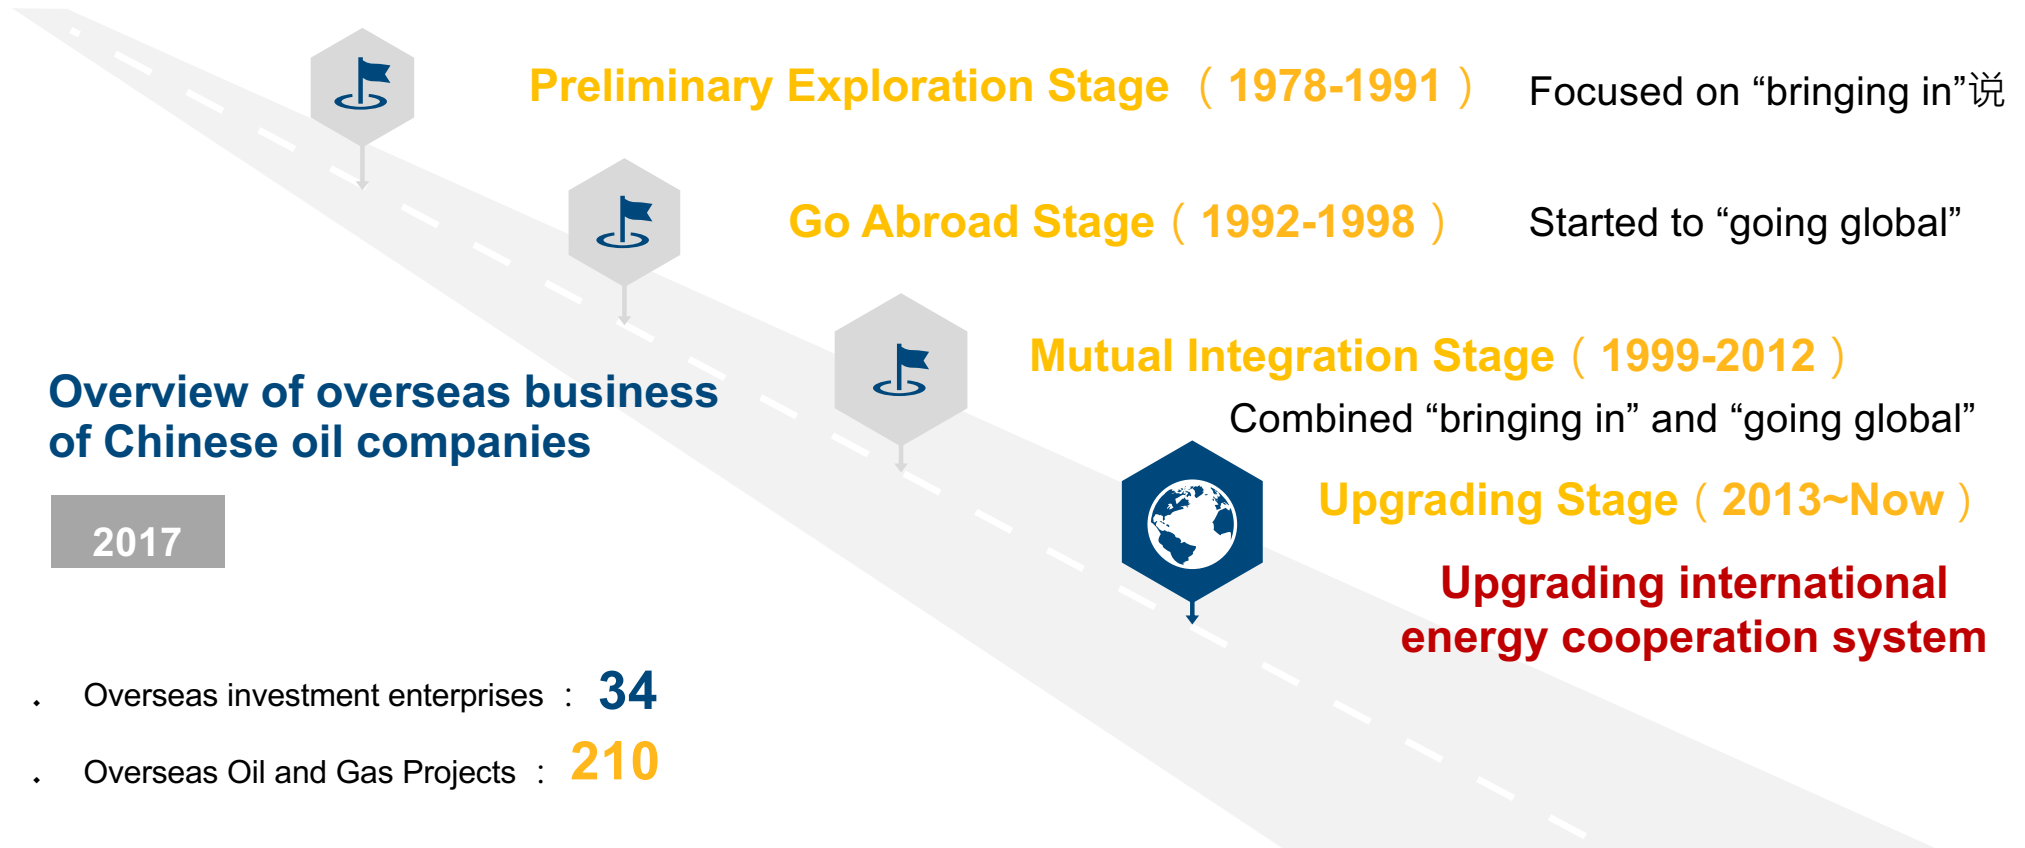 Preliminary Exploration Stage （1978-1991）
Focused on “bringing in”说
Go Abroad Stage（1992-1998）
Started to “going global”
Mutual Integration Stage（1999-2012）
Combined “bringing in” and “going global”
Upgrading Stage（2013~Now）
Upgrading international
energy cooperation system
Overview of overseas business
of Chinese oil companies
2017
Overseas investment enterprises ： 34
Overseas Oil and Gas Projects ： 210